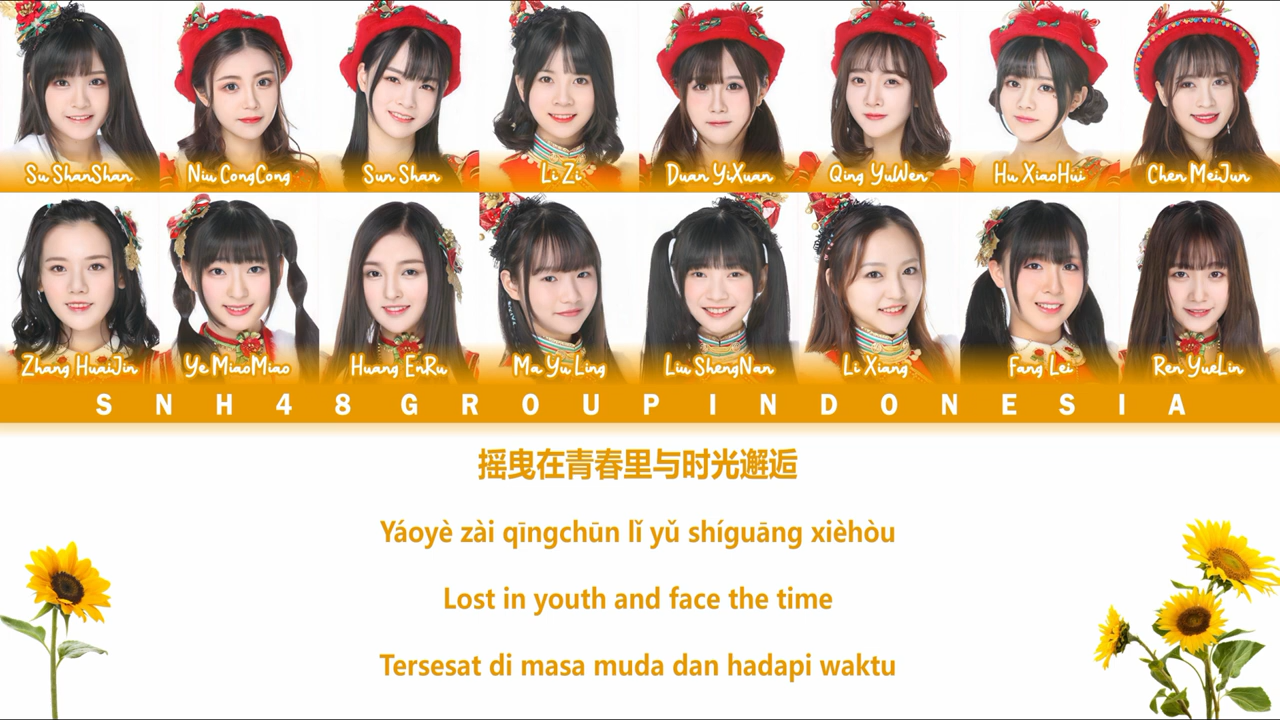 Su ShanShan Niu CongCong Sun Shan Li Zi Duan YiXuan Qing YuWen Hu XiaoHui Chen MeiJun
Zhang HuaiJin Ye MiaoMiao Huang EnRu Ma Yu Ling Liu ShengNan Li Xiang Fang Lei Ren YueLin
SNH48GROUPINDONESIA
摇曳在青春里与时光邂逅
Yáoyè zài qīngchūn lǐ yǔ shíguāng xièhòu
Lost in youth and face the time
Tersesat di masa muda dan hadapi waktu